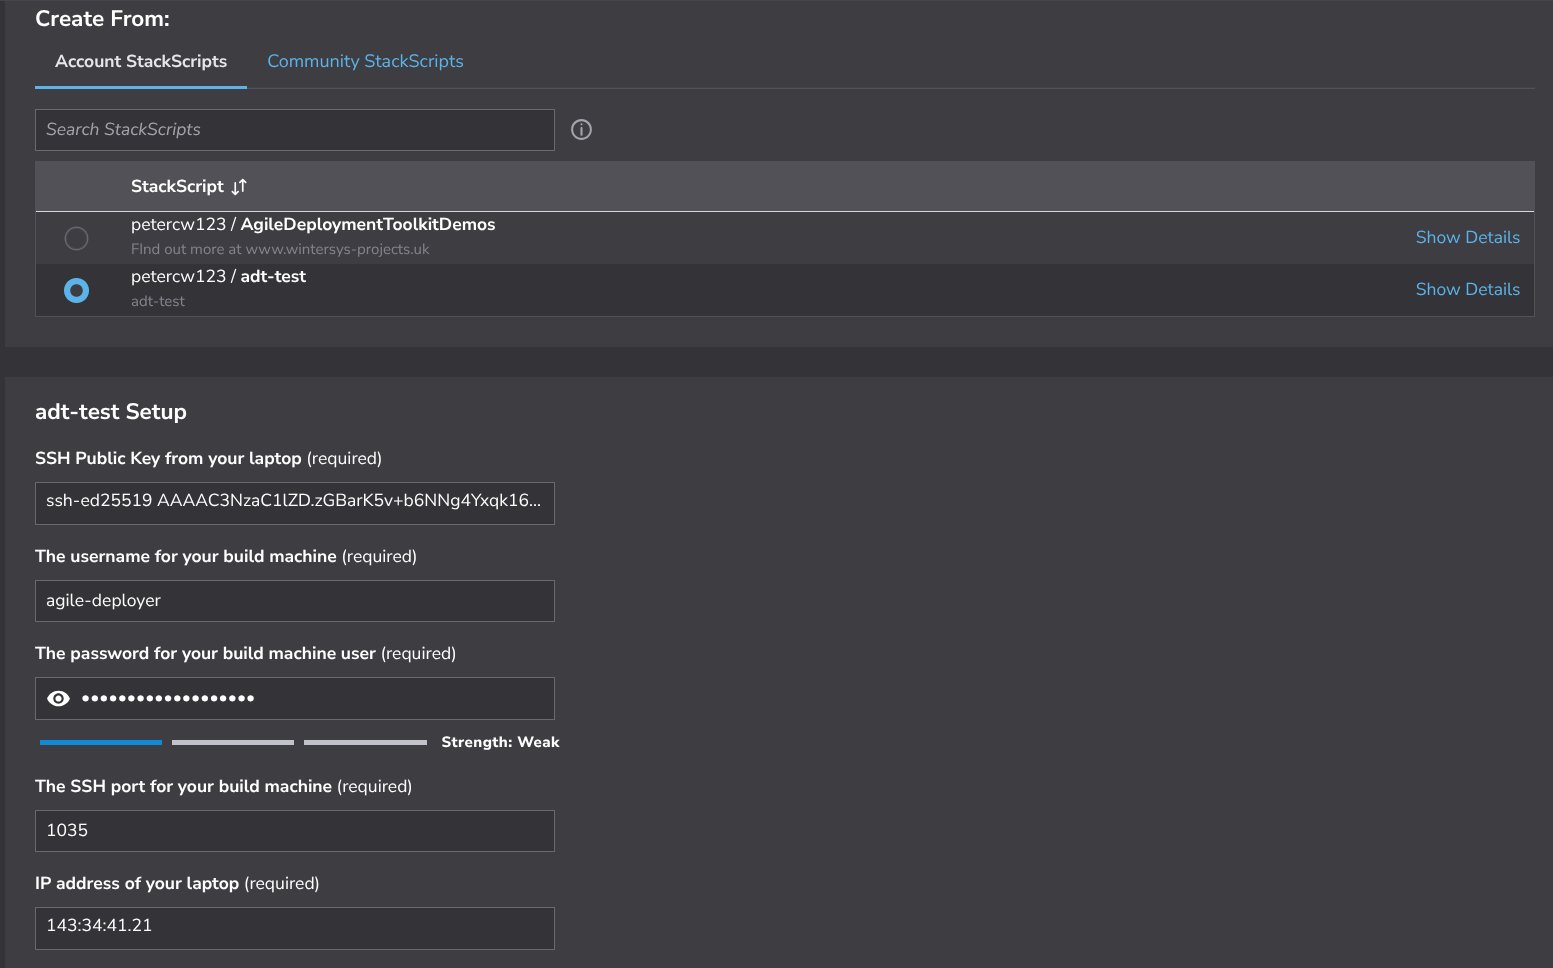 Create From:
Account StackScripts Community StackScripts
Search StackScripts
StackScript
petercw123 / AgileDeploymentToolkitDemos
FInd out more at www.wintersys-projects.uk
Show Details
petercw123 / adt-test
adt-test
Show Details
adt-test Setup
SSH Public Key from your laptop (required)
ssh-ed25519 AAAAC3NzaC1lZD.zGBarK5v+b6NNg4Yxqk16...
The username for your build machine (required)
agile-deployer
The password for your build machine user (required)
•••••••••••••••••••
Strength: Weak
The SSH port for your build machine (required)
1035
IP address of your laptop (required)
143:34:41.21